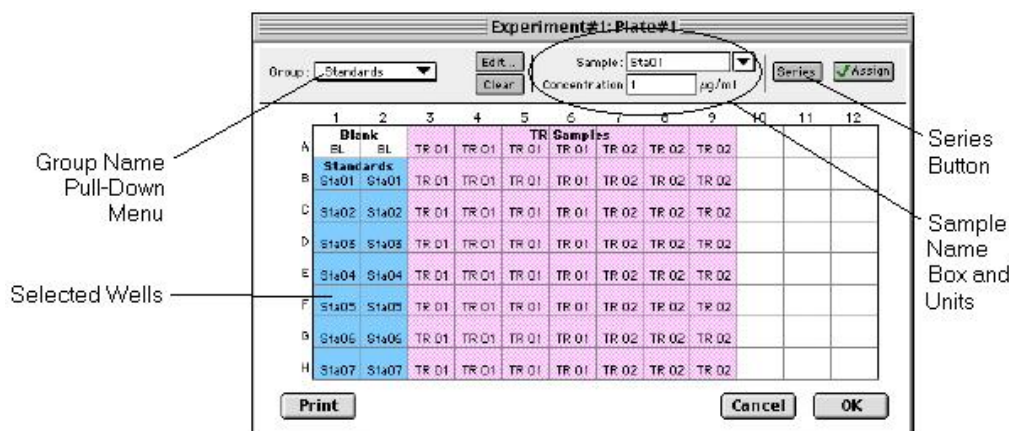 Experiment#1: Plate#1
Group: Standards Edit... Sample: Sta01 Series Assign
Clear Concentration 1 µg/ml
1 2 3 4 5 6 7 8 9 10 11 12
Blank TR Samples
A BL BL TR 01 TR 01 TR 01 TR 01 TR 02 TR 02 TR 02
Standards
B Sta01 Sta01 TR 01 TR 01 TR 01 TR 01 TR 02 TR 02 TR 02
C Sta02 Sta02 TR 01 TR 01 TR 01 TR 01 TR 02 TR 02 TR 02
D Sta03 Sta03 TR 01 TR 01 TR 01 TR 01 TR 02 TR 02 TR 02
E Sta04 Sta04 TR 01 TR 01 TR 01 TR 01 TR 02 TR 02 TR 02
F Sta05 Sta05 TR 01 TR 01 TR 01 TR 01 TR 02 TR 02 TR 02
G Sta06 Sta06 TR 01 TR 01 TR 01 TR 01 TR 02 TR 02 TR 02
H Sta07 Sta07 TR 01 TR 01 TR 01 TR 01 TR 02 TR 02 TR 02
Print Cancel OK
Group Name
Pull-Down
Menu
Selected Wells
Series
Button
Sample
Name
Box and
Units